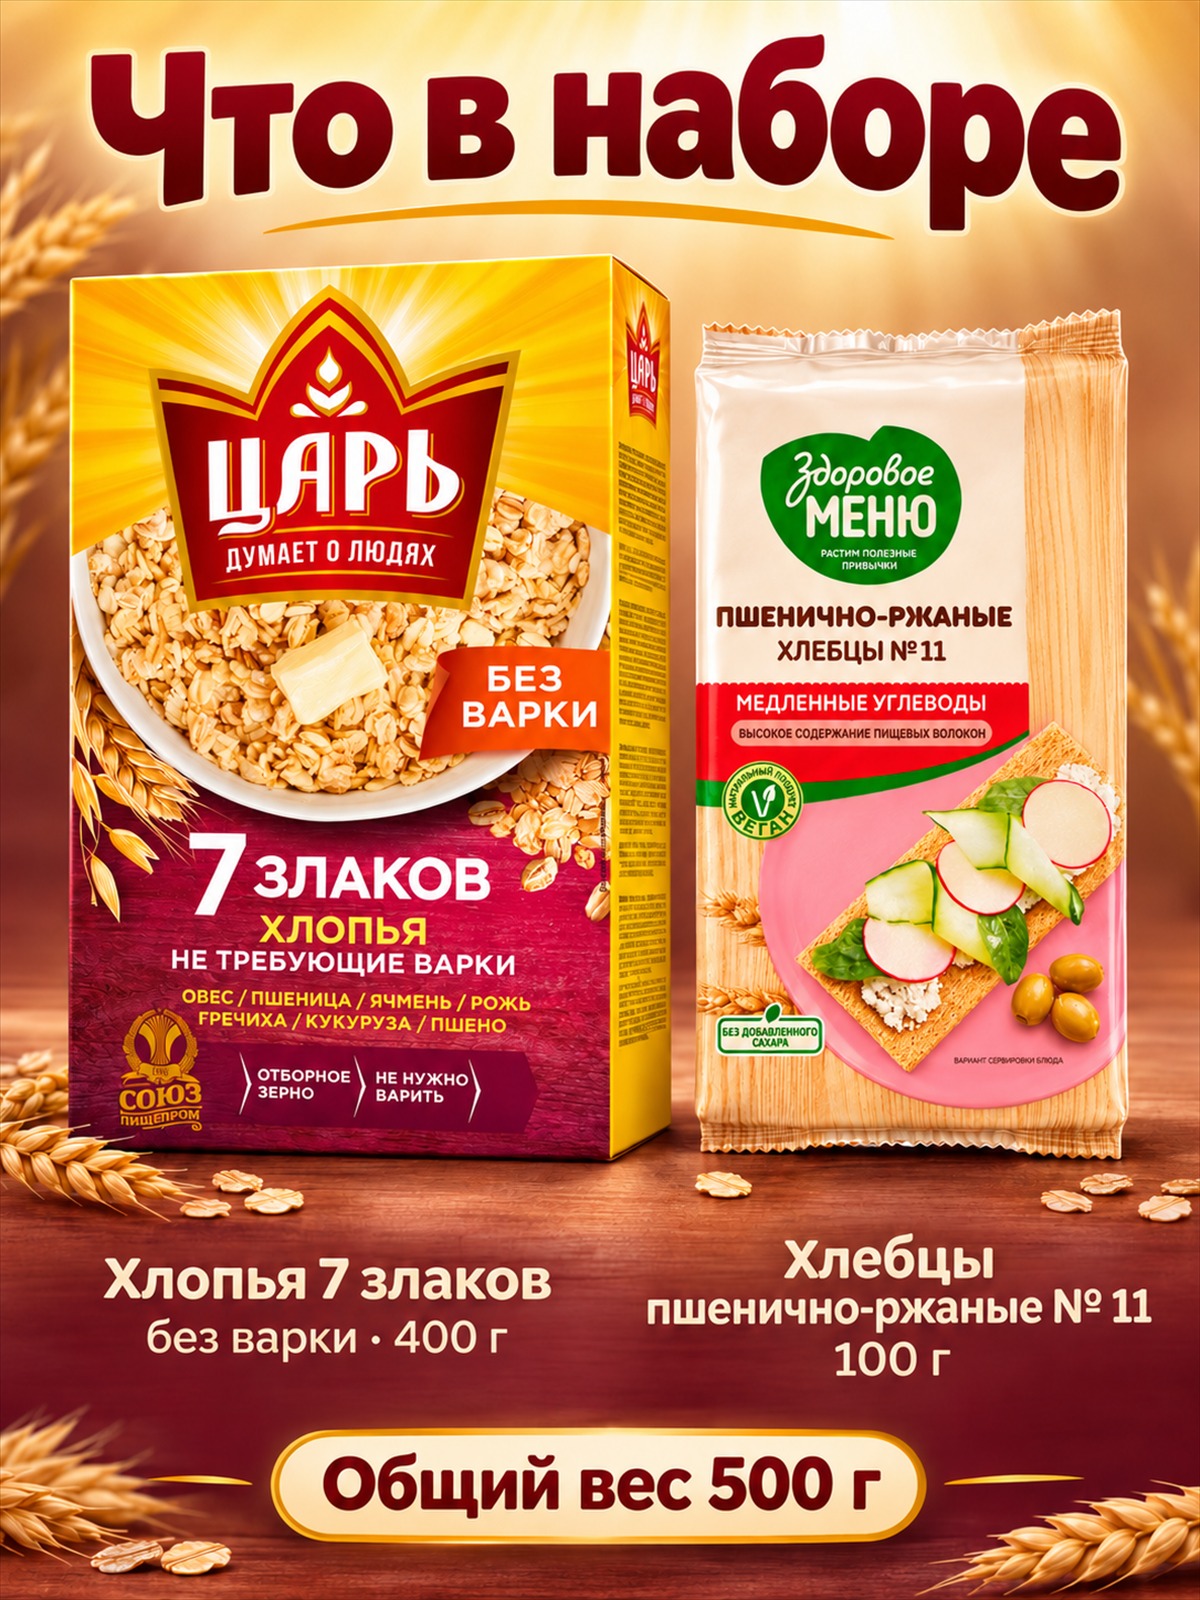 Что в наборе
ЦАРЬ
ДУМАЕТ О ЛЮДЯХ
ЦАРЬ
БЕЗ
ВАРКИ
7 ЗЛАКОВ
ХЛОПЬЯ
НЕ ТРЕБУЮЩИЕ ВАРКИ
ОВЕС / ПШЕНИЦА / ЯЧМЕНЬ / РОЖЬ
ГРЕЧИХА / КУКУРУЗА / ПШЕНО
ОТБОРНОЕ
ЗЕРНО
НЕ НУЖНО
ВАРИТЬ
СОЮЗ
ПИЩЕПРОМ
Здоровое
МЕНЮ
РАСТИМ ПОЛЕЗНЫЕ
ПРИВЫЧКИ
ПШЕНИЧНО-РЖАНЫЕ
ХЛЕБЦЫ №11
МЕДЛЕННЫЕ УГЛЕВОДЫ
ВЫСОКОЕ СОДЕРЖАНИЕ ПИЩЕВЫХ ВОЛОКОН
НАТУРАЛЬНЫЙ ПРОДУКТ
ВЕГАН
БЕЗ ДОБАВЛЕННОГО
САХАРА
ВАРИАНТ СЕРВИРОВКИ БЛЮДА
Хлопья 7 злаков
без варки · 400 г
Хлебцы
пшенично-ржаные № 11
100 г
Общий вес 500 г